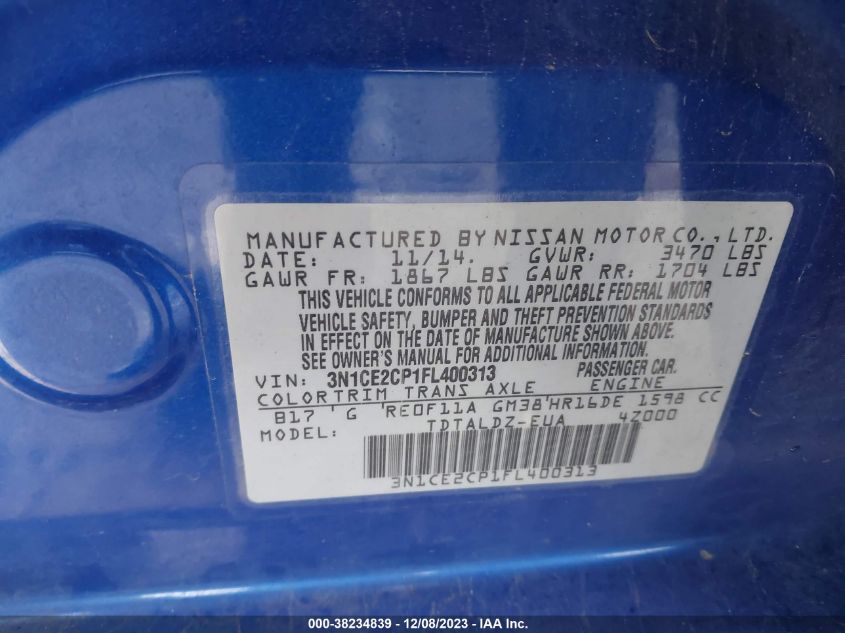 MANUFACTURED BY NISSAN MOTOR CO., LTD.
DATE: 11/14. GVWR: 3470 LBS
GAWR FR: 1867 LBS GAWR RR: 1704 LBS
THIS VEHICLE CONFORMS TO ALL APPLICABLE FEDERAL MOTOR
VEHICLE SAFETY, BUMPER AND THEFT PREVENTION STANDARDS
IN EFFECT ON THE DATE OF MANUFACTURE SHOWN ABOVE.
SEE OWNER'S MANUAL FOR ADDITIONAL INFORMATION.
VIN: 3N1CE2CP1FL400313 PASSENGER CAR.
COLOR TRIM TRANS AXLE ENGINE
B17 'G 'RE0F11A GM38'HR16DE 1598 CC
MODEL: TDTALDZ-EUA 4Z000
3N1CE2CP1FL400313
000-38234839 - 12/08/2023 - IAA Inc.